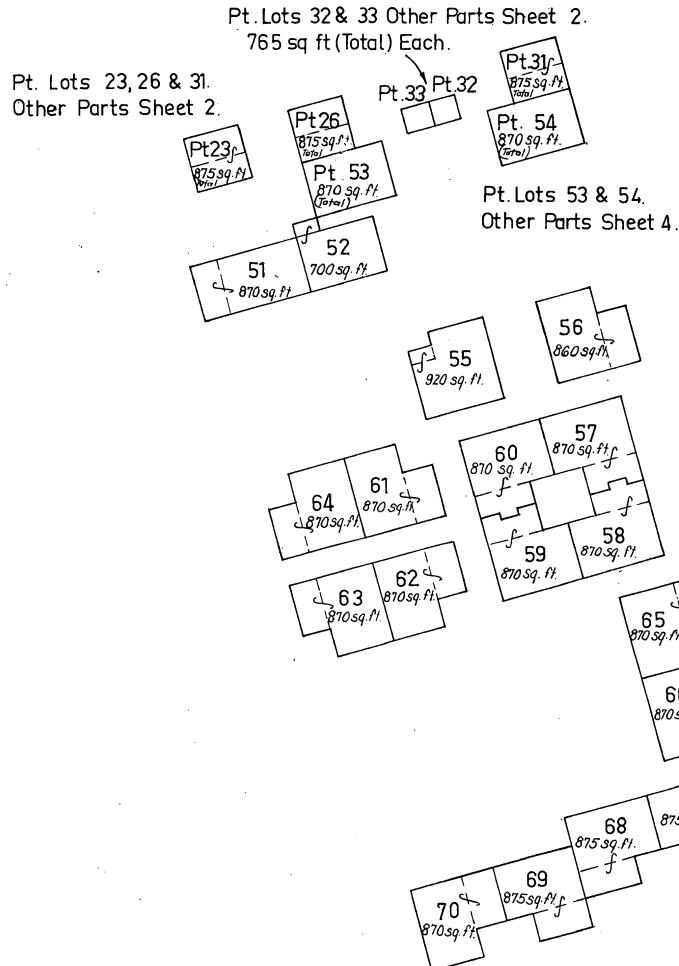 Pt. Lots 32 & 33 Other Parts Sheet 2.
765 sq ft (Total) Each.
Pt. Lots 23, 26 & 31.
Other Parts Sheet 2.
Pt.33
Pt.32
Pt.31
875 sq.ft.
Total
Pt. 54
870 sq.ft.
(Total)
Pt. Lots 53 & 54.
Other Parts Sheet 4.
Pt23
875 sq.ft
Total
Pt26
875 sq.ft.
Total
Pt. 53
870 sq.ft.
(Total)
51
870 sq.ft
52
700 sq.ft.
55
920 sq.ft.
56
860 sq.ft.
60
870 sq.ft.
57
870 sq.ft.
59
870 sq.ft.
58
870 sq.ft.
64
870 sq.ft.
61
870 sq.ft.
63
870 sq.ft.
62
870 sq.ft.
65
870 sq.ft.
870
68
875 sq.ft.
875
69
875 sq.ft.
70
870 sq.ft.